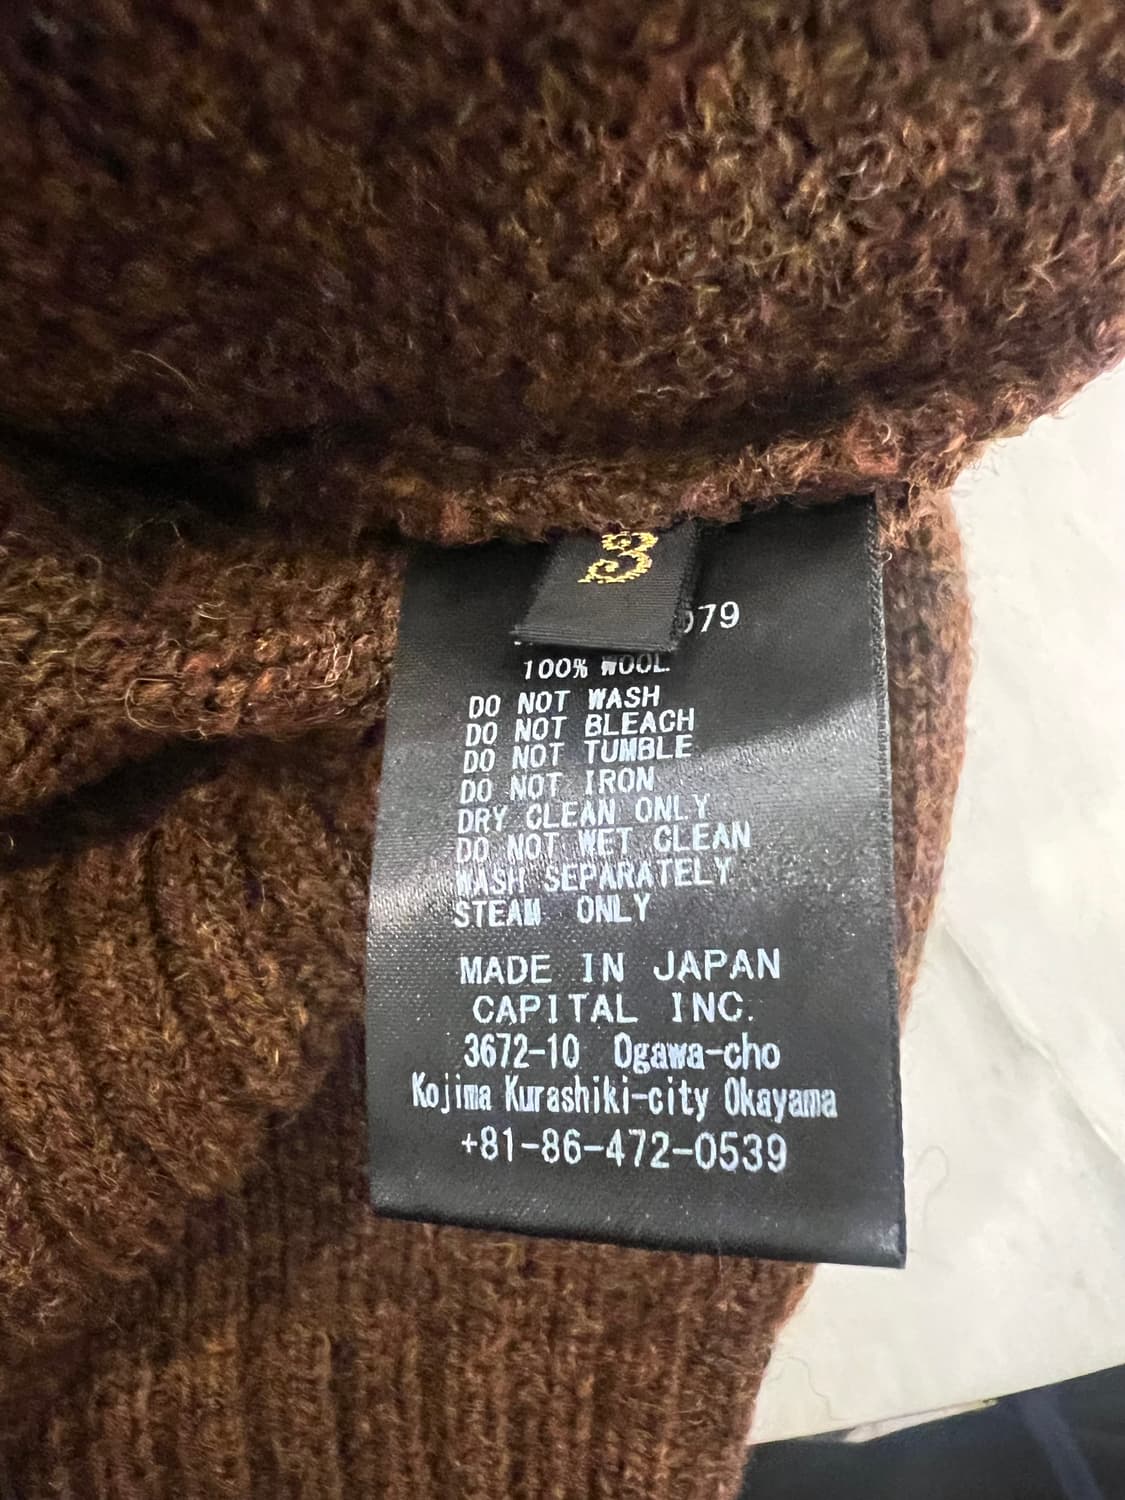 3
79
100% WOOL
DO NOT WASH
DO NOT BLEACH
DO NOT TUMBLE
DO NOT IRON
DRY CLEAN ONLY
DO NOT WET CLEAN
WASH SEPARATELY
STEAM ONLY
MADE IN JAPAN
CAPITAL INC.
3672-10 Ogawa-cho
Kojima Kurashiki-city Okayama
+81-86-472-0539